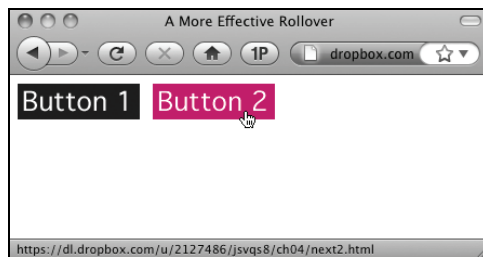 A More Effective Rollover
1P dropbox.com
Button 1 Button 2
https://dl.dropbox.com/u/2127486/jsvqs8/ch04/next2.html